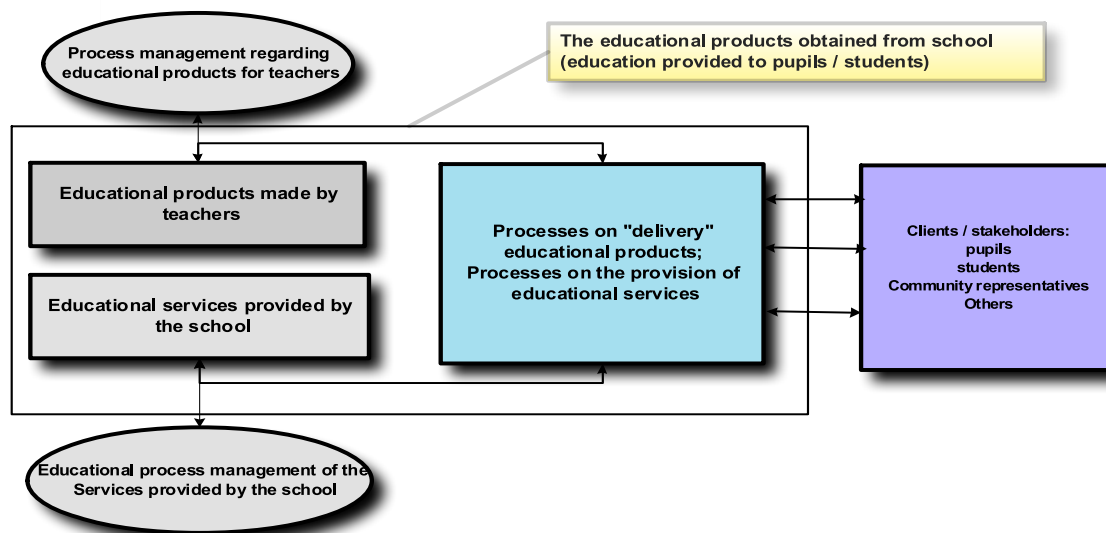 Process management regarding
educational products for teachers
The educational products obtained from school
(education provided to pupils / students)
Educational products made by
teachers
Educational services provided by
the school
Processes on "delivery"
educational products;
Processes on the provision of
educational services
Clients / stakeholders:
pupils
students
Community representatives
Others
Educational process management of the
Services provided by the school